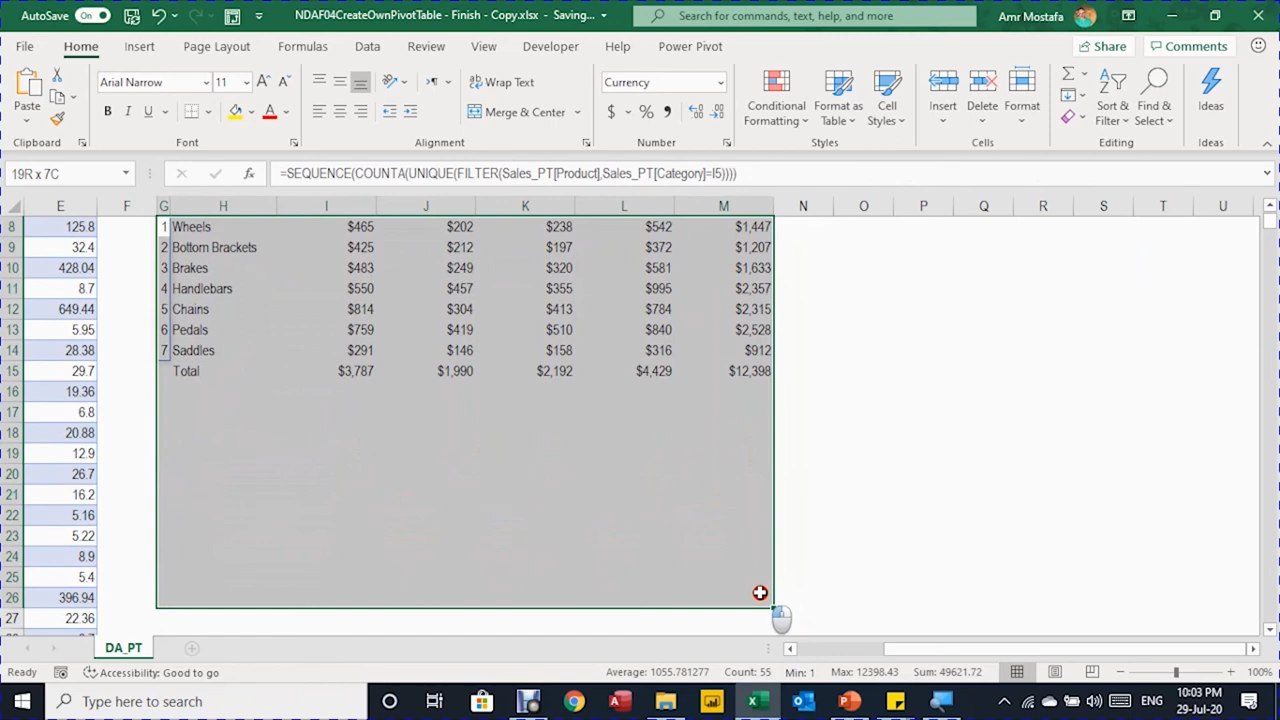 AutoSave On NDAF04CreateOwnPivotTable - Finish - Copy.xlsx - Saving... Search for commands, text, help, and more Amr Mostafa
File Home Insert Page Layout Formulas Data Review View Developer Help Power Pivot Share Comments
Arial Narrow 11 Wrap Text Currency
Paste B I U Merge & Center $ % Conditional Formatting Format as Table Cell Styles Insert Delete Format Sort & Filter Find & Select Ideas
Clipboard Font Alignment Number Styles Cells Editing Ideas
19R x 7C fx =SEQUENCE(COUNTA(UNIQUE(FILTER(Sales_PT[Product],Sales_PT[Category]=I5))))
E F G H I J K L M N O P Q R S T U
8 125.8 1 Wheels $465 $202 $238 $542 $1,447
9 32.4 2 Bottom Brackets $425 $212 $197 $372 $1,207
10 428.04 3 Brakes $483 $249 $320 $581 $1,633
11 8.7 4 Handlebars $550 $457 $355 $995 $2,357
12 649.44 5 Chains $814 $304 $413 $784 $2,315
13 5.95 6 Pedals $759 $419 $510 $840 $2,528
14 28.38 7 Saddles $291 $146 $158 $316 $912
15 29.7 Total $3,787 $1,990 $2,192 $4,429 $12,398
16 19.36
17 6.8
18 20.88
19 12.9
20 26.7
21 16.2
22 5.16
23 5.22
24 8.9
25 5.4
26 396.94
27 22.36
DA_PT
Ready Accessibility: Good to go Average: 1055.781277 Count: 55 Min: 1 Max: 12398.43 Sum: 49621.72 100%
Type here to search ENG 10:03 PM
29-Jul-20